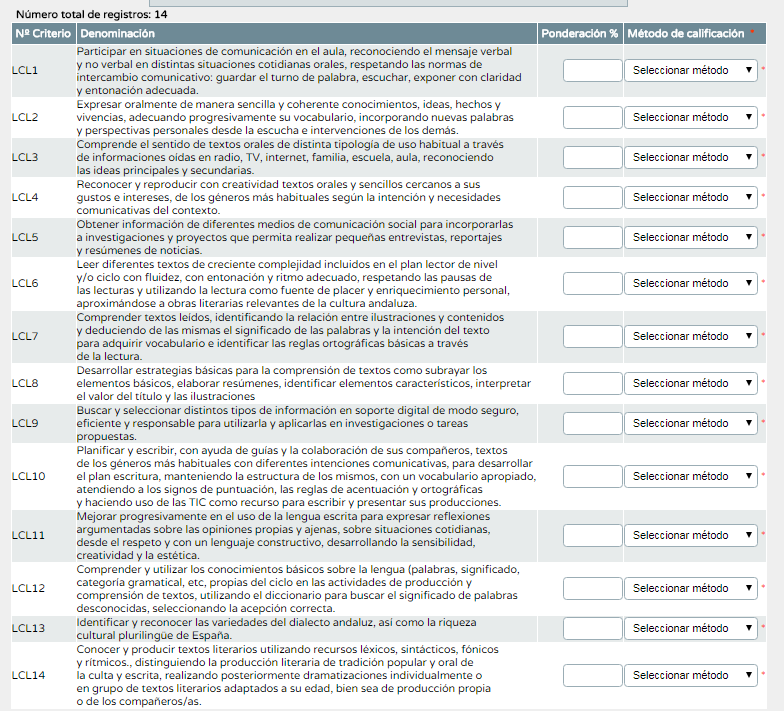 Número total de registros: 14
Nº Criterio Denominación Ponderación % Método de calificación *
Participar en situaciones de comunicación en el aula, reconociendo el mensaje verbal
y no verbal en distintas situaciones cotidianas orales, respetando las normas de
LCL1 Seleccionar método *
intercambio comunicativo: guardar el turno de palabra, escuchar, exponer con claridad
y entonación adecuada.
Expresar oralmente de manera sencilla y coherente conocimientos, ideas, hechos y
LCL2 vivencias, adecuando progresivamente su vocabulario, incorporando nuevas palabras Seleccionar método *
y perspectivas personales desde la escucha e intervenciones de los demás.
Comprende el sentido de textos orales de distinta tipología de uso habitual a través
LCL3 de informaciones oídas en radio, TV, internet, familia, escuela, aula, reconociendo Seleccionar método *
las ideas principales y secundarias.
Reconocer y reproducir con creatividad textos orales y sencillos cercanos a sus
LCL4 gustos e intereses, de los géneros más habituales según la intención y necesidades Seleccionar método *
comunicativas del contexto.
Obtener información de diferentes medios de comunicación social para incorporarlas
LCL5 a investigaciones y proyectos que permita realizar pequeñas entrevistas, reportajes Seleccionar método *
y resúmenes de noticias.
Leer diferentes textos de creciente complejidad incluidos en el plan lector de nivel
y/o ciclo con fluidez, con entonación y ritmo adecuado, respetando las pausas de
LCL6 Seleccionar método *
las lecturas y utilizando la lectura como fuente de placer y enriquecimiento personal,
aproximándose a obras literarias relevantes de la cultura andaluza.
Comprender textos leídos, identificando la relación entre ilustraciones y contenidos
y deduciendo de las mismas el significado de las palabras y la intención del texto
LCL7 Seleccionar método *
para adquirir vocabulario e identificar las reglas ortográficas básicas a través
de la lectura.
Desarrollar estrategias básicas para la comprensión de textos como subrayar los
LCL8 elementos básicos, elaborar resúmenes, identificar elementos característicos, interpretar Seleccionar método *
el valor del título y las ilustraciones
Buscar y seleccionar distintos tipos de información en soporte digital de modo seguro,
LCL9 eficiente y responsable para utilizarla y aplicarlas en investigaciones o tareas Seleccionar método *
propuestas.
Planificar y escribir, con ayuda de guías y la colaboración de sus compañeros, textos
de los géneros más habituales con diferentes intenciones comunicativas, para desarrollar
LCL10 el plan escritura, manteniendo la estructura de los mismos, con un vocabulario apropiado, Seleccionar método *
atendiendo a los signos de puntuación, las reglas de acentuación y ortográficas
y haciendo uso de las TIC como recurso para escribir y presentar sus producciones.
Mejorar progresivamente en el uso de la lengua escrita para expresar reflexiones
argumentadas sobre las opiniones propias y ajenas, sobre situaciones cotidianas,
LCL11 Seleccionar método *
desde el respeto y con un lenguaje constructivo, desarrollando la sensibilidad,
creatividad y la estética.
Comprender y utilizar los conocimientos básicos sobre la lengua (palabras, significado,
categoría gramatical, etc, propias del ciclo en las actividades de producción y
LCL12 Seleccionar método *
comprensión de textos, utilizando el diccionario para buscar el significado de palabras
desconocidas, seleccionando la acepción correcta.
LCL13 Identificar y reconocer las variedades del dialecto andaluz, así como la riqueza Seleccionar método *
cultural plurilingüe de España.
Conocer y producir textos literarios utilizando recursos léxicos, sintácticos, fónicos
y rítmicos., distinguiendo la producción literaria de tradición popular y oral de
LCL14 la culta y escrita, realizando posteriormente dramatizaciones individualmente o Seleccionar método *
en grupo de textos literarios adaptados a su edad, bien sea de producción propia
o de los compañeros/as.